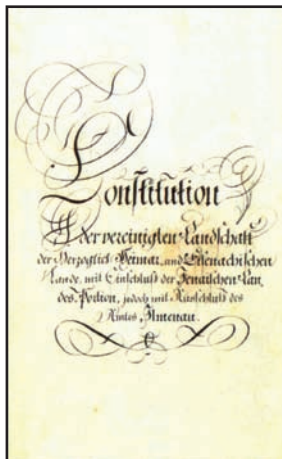 Constitution
der vereinigten Landschaft
der Herzoglich Weimar- und Eisenachischen
Lande, mit Einschluß der Jenaischen Lan,
des, Portion, jedoch mit Ausschluß des
Amtes Ilmenau.